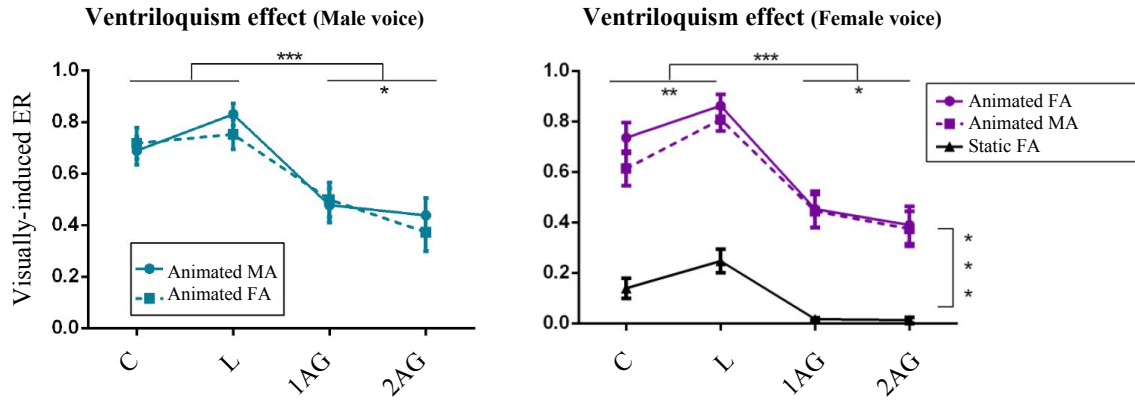 Ventriloquism effect (Male voice)
***
*
1.0
0.8
0.6
0.4
0.2
0.0
Visually-induced ER
Animated MA
Animated FA
C
L
1AG
2AG
Ventriloquism effect (Female voice)
***
**
*
1.0
0.8
0.6
0.4
0.2
0.0
Animated FA
Animated MA
Static FA
*
*
*
C
L
1AG
2AG